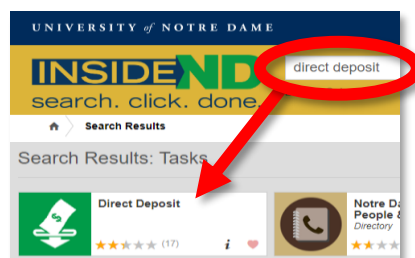 UNIVERSITY of NOTRE DAME
INSIDEND
direct deposit
search. click. done.
Search Results
Search Results: Tasks
Direct Deposit
(17)
i
Notre Da
People &
Directory